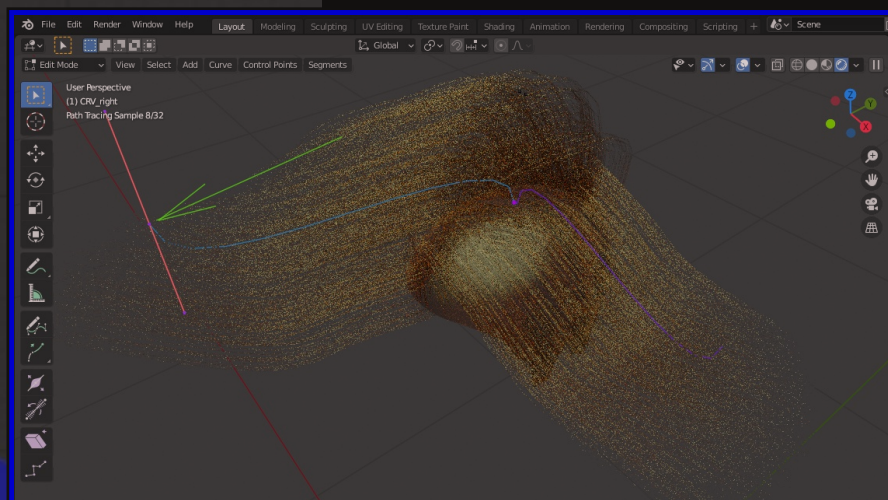 File Edit Render Window Help Layout Modeling Sculpting UV Editing Texture Paint Shading Animation Rendering Compositing Scripting + Scene
Global
Edit Mode View Select Add Curve Control Points Segments
User Perspective
(1) CRV_right
Path Tracing Sample 8/32
Z
Y
X